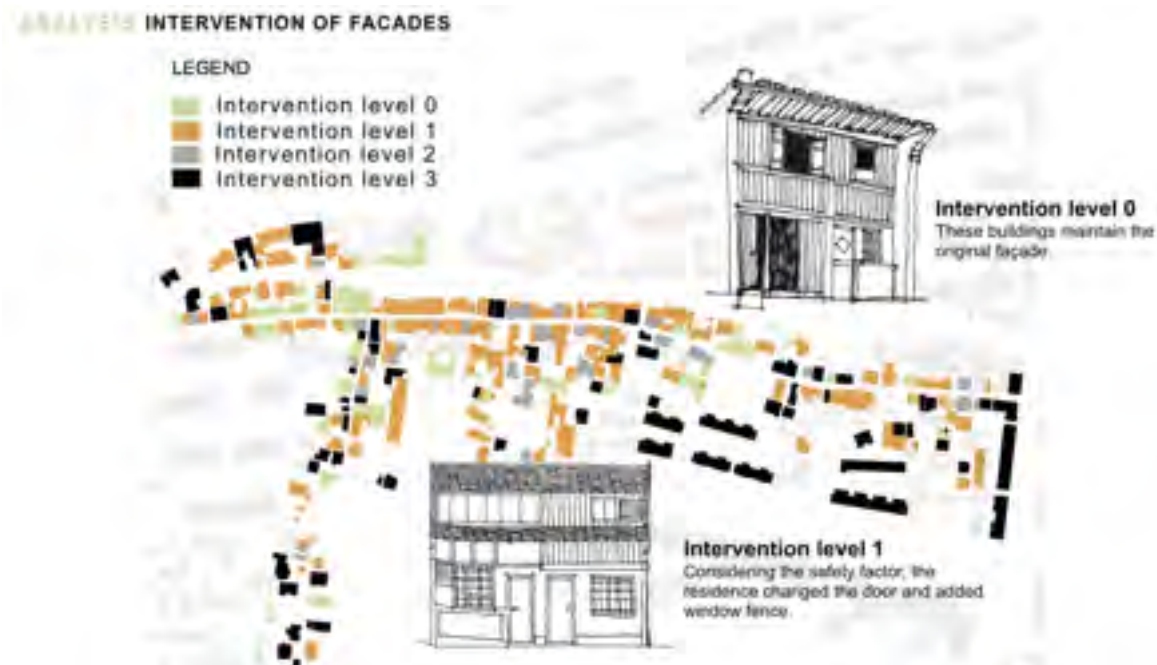 ANALYSIS INTERVENTION OF FACADES
LEGEND
Intervention level 0
Intervention level 1
Intervention level 2
Intervention level 3
Intervention level 0
These buildings maintain the
original façade.
Intervention level 1
Considering the safety factor, the
residence changed the door and added
window fence.